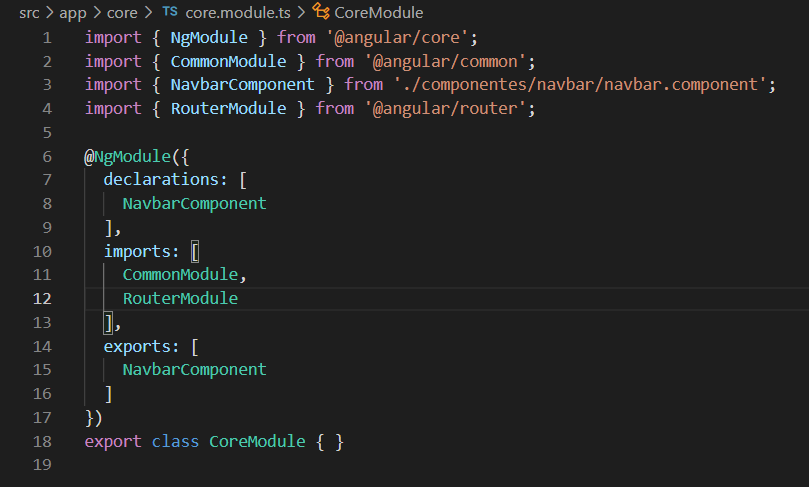 src > app > core > TS core.module.ts > CoreModule
1 import { NgModule } from '@angular/core';
2 import { CommonModule } from '@angular/common';
3 import { NavbarComponent } from './componentes/navbar/navbar.component';
4 import { RouterModule } from '@angular/router';
5
6 @NgModule({
7   declarations: [
8     NavbarComponent
9   ],
10   imports: [
11     CommonModule,
12     RouterModule
13   ],
14   exports: [
15     NavbarComponent
16   ]
17 })
18 export class CoreModule { }
19